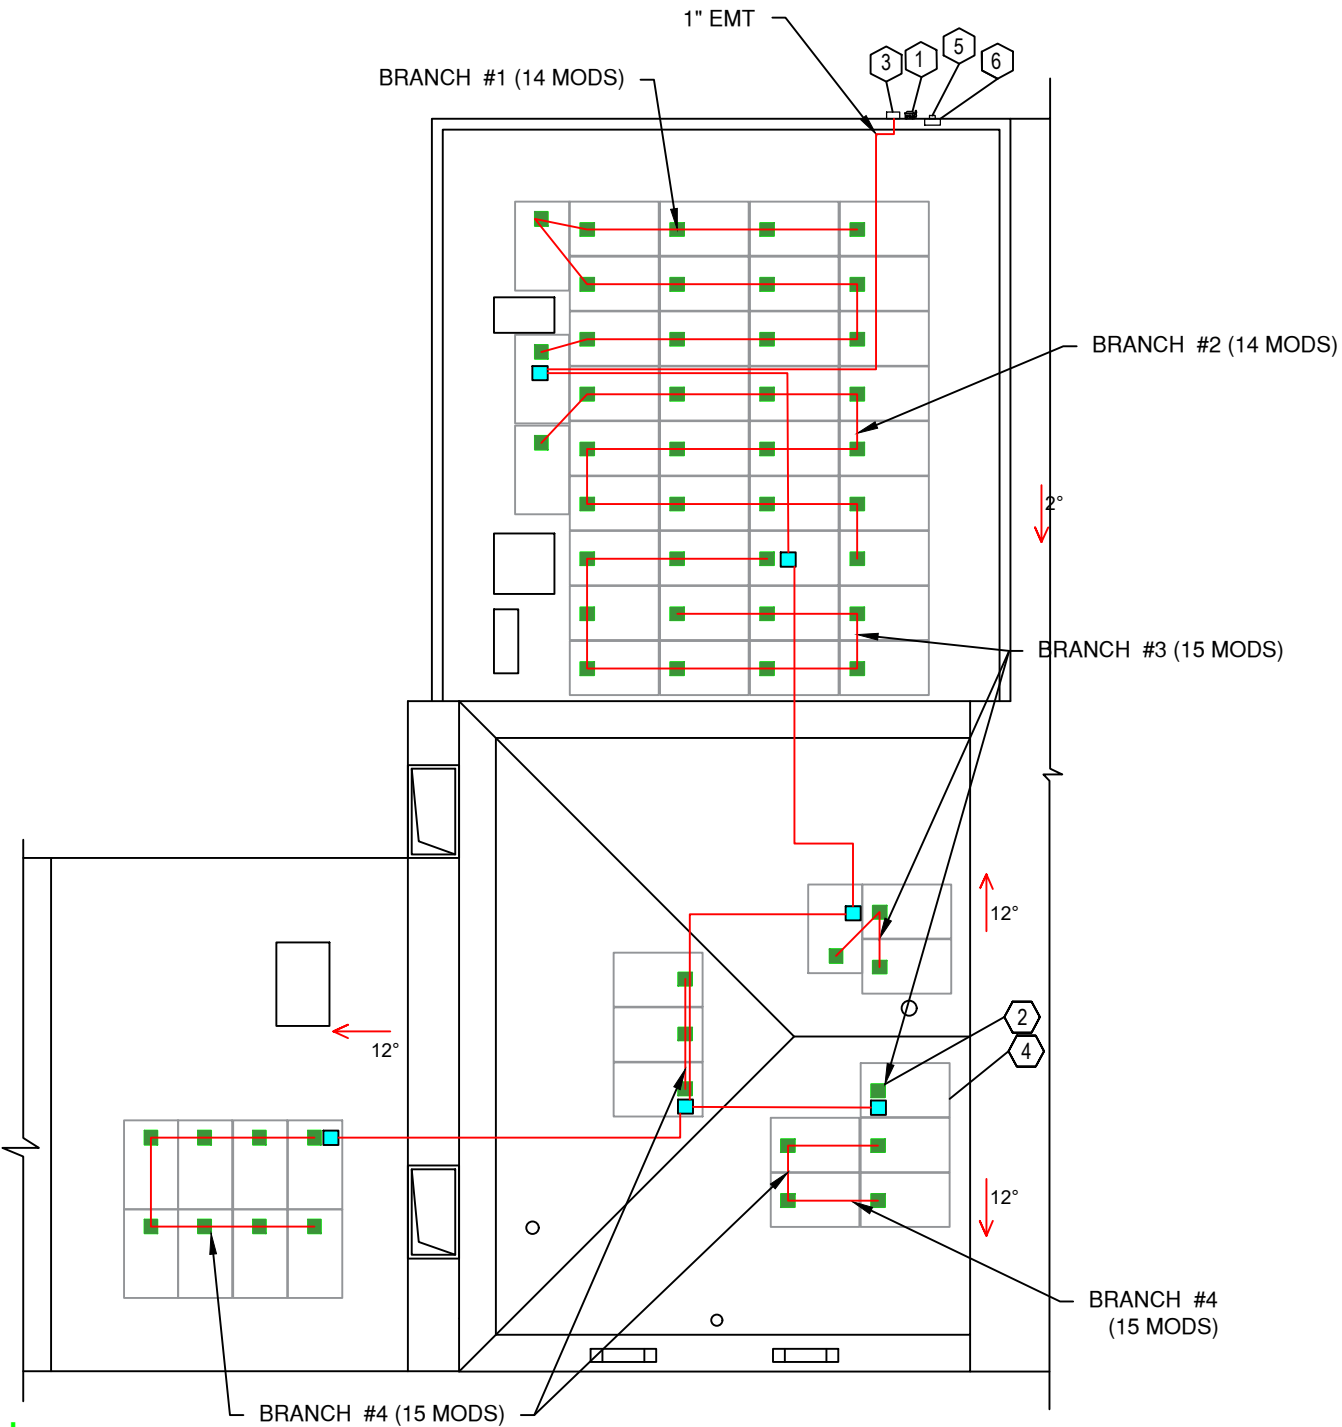 1" EMT
3
1
5
6
BRANCH #1 (14 MODS)
BRANCH #2 (14 MODS)
2°
BRANCH #3 (15 MODS)
12°
2
4
12°
12°
BRANCH #4
(15 MODS)
BRANCH #4 (15 MODS)